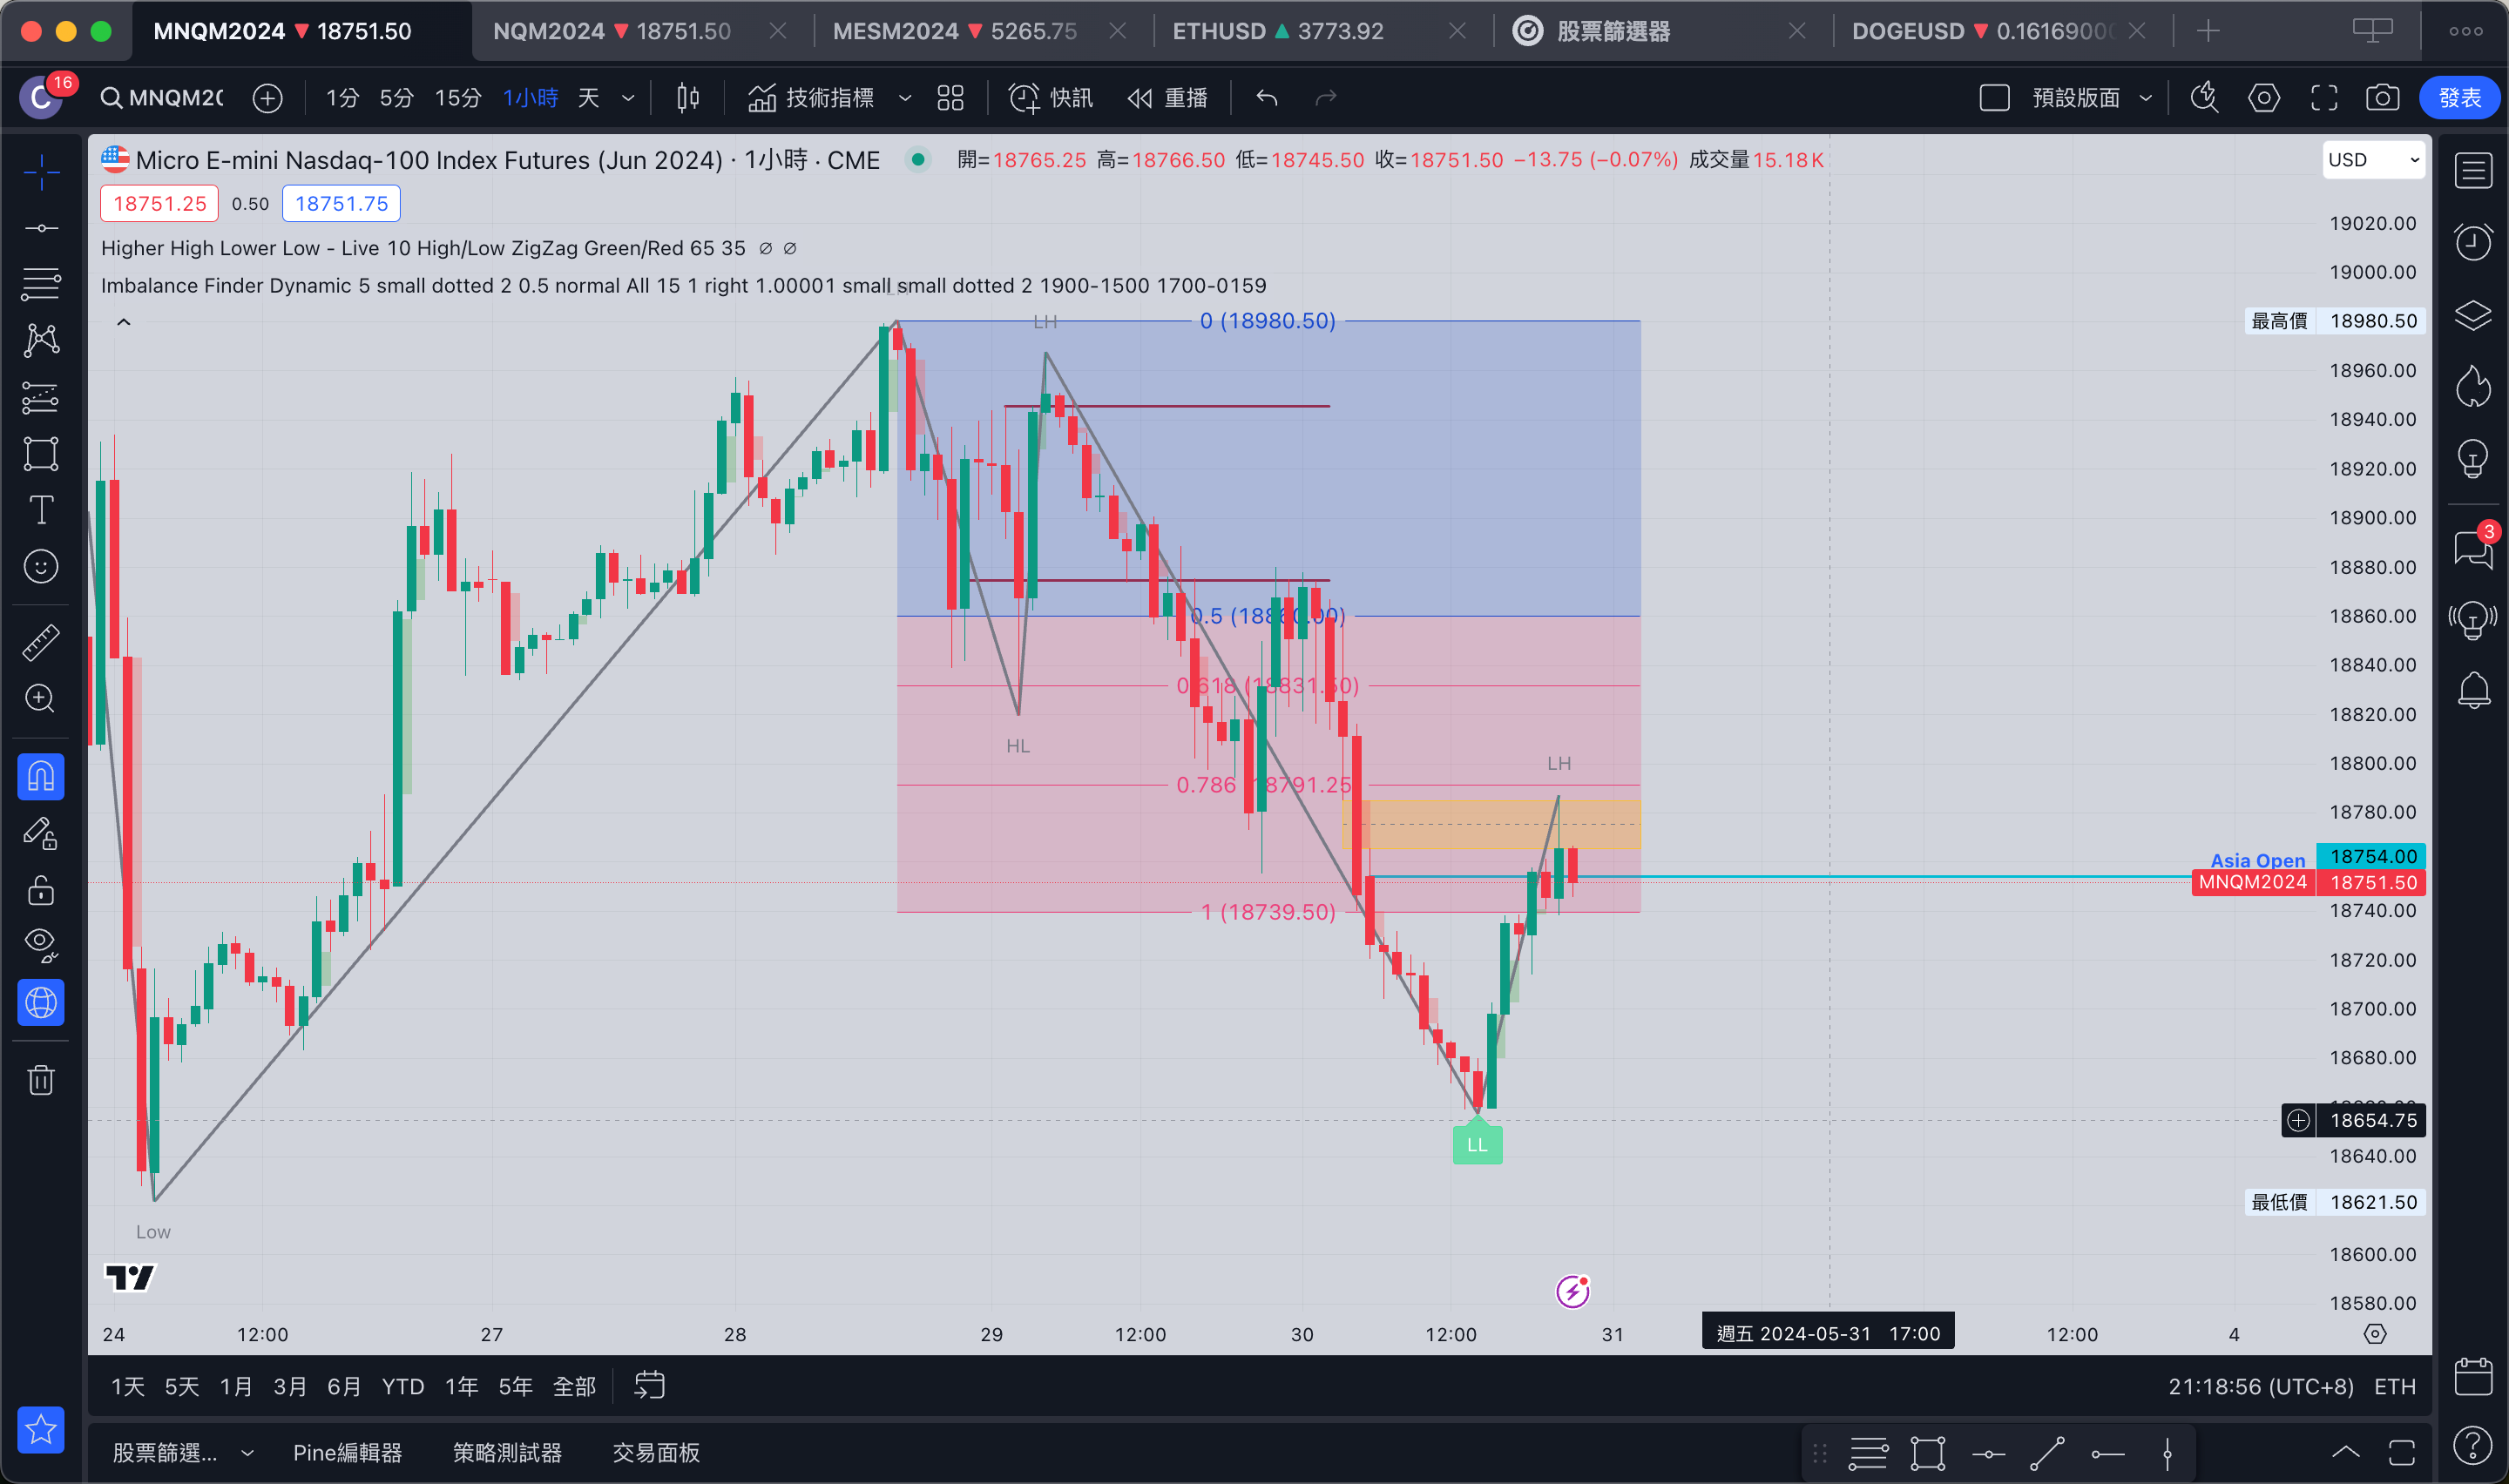 MNQM2024 ▼ 18751.50 NQM2024 ▼ 18751.50 MESM2024 ▼ 5265.75 ETHUSD ▲ 3773.92 股票篩選器 DOGEUSD ▼ 0.1616900
C 16 MNQM20 1分 5分 15分 1小時 天 技術指標 快訊 重播 預設版面 發表
Micro E-mini Nasdaq-100 Index Futures (Jun 2024) · 1小時 · CME 開=18765.25 高=18766.50 低=18745.50 收=18751.50 −13.75 (−0.07%) 成交量15.18K USD
18751.25 0.50 18751.75
19020.00
Higher High Lower Low - Live 10 High/Low ZigZag Green/Red 65 35 ∅ ∅
19000.00
Imbalance Finder Dynamic 5 small dotted 2 0.5 normal All 15 1 right 1.00001 small small dotted 2 1900-1500 1700-0159
LH 0 (18980.50) 最高價 18980.50
18960.00
18940.00
18920.00
18900.00
3
18880.00
0.5 (18860.00) 18860.00
18840.00
0.618 (18831.50)
18820.00
HL
LH 18800.00
0.786 (18791.25)
18780.00
Asia Open 18754.00
MNQM2024 18751.50
1 (18739.50) 18740.00
18720.00
18700.00
18680.00
18654.75
LL 18640.00
最低價 18621.50
Low
18600.00
18580.00
24 12:00 27 28 29 12:00 30 12:00 31 週五 2024-05-31 17:00 12:00 4
1天 5天 1月 3月 6月 YTD 1年 5年 全部 21:18:56 (UTC+8) ETH
股票篩選... Pine編輯器 策略測試器 交易面板